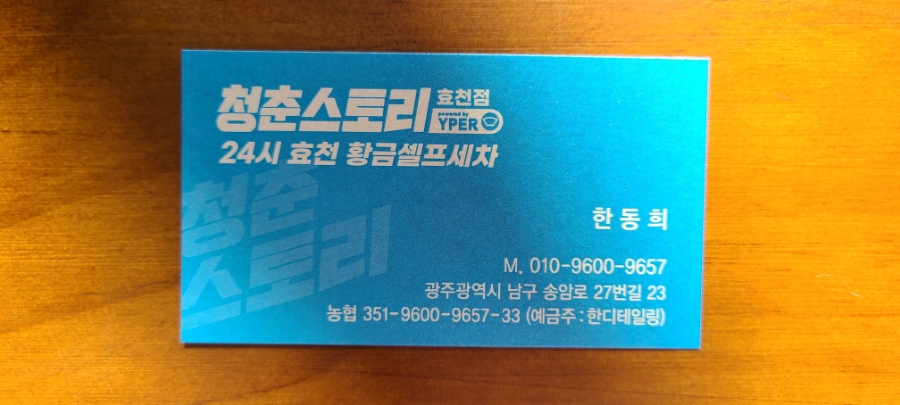 청춘스토리 효천점
powered by
YPER
24시 효천 황금셀프세차
청춘
스토리
한동희
M. 010-9600-9657
광주광역시 남구 송암로 27번길 23
농협 351-9600-9657-33 (예금주 : 한디테일링)